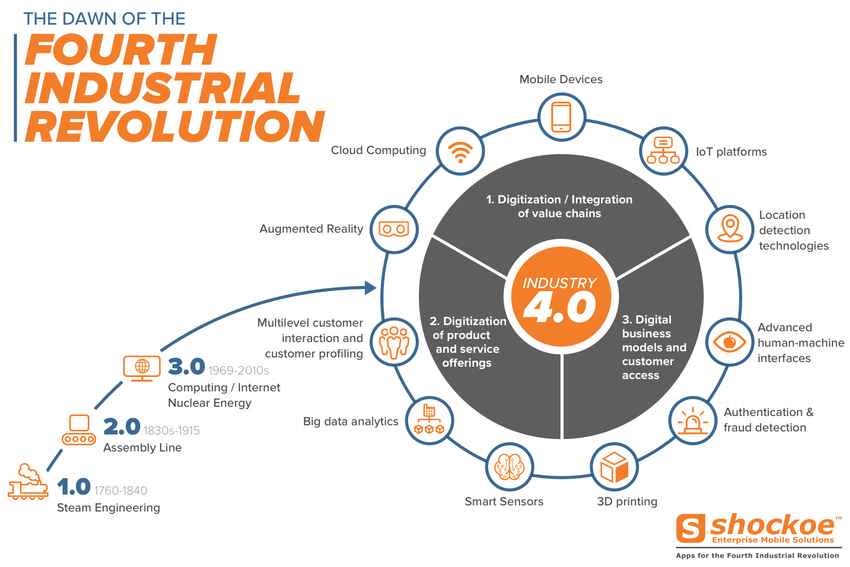 THE DAWN OF THE
FOURTH
INDUSTRIAL
REVOLUTION
Mobile Devices
Cloud Computing
IoT platforms
Augmented Reality
Location
detection
technologies
1. Digitization / Integration
of value chains
INDUSTRY
4.0
2. Digitization
of product
and service
offerings
3. Digital
business
models and
customer
access
Multilevel customer
interaction and
customer profiling
Advanced
human-machine
interfaces
Big data analytics
Authentication &
fraud detection
Smart Sensors
3D printing
3.0 1969-2010s
Computing / Internet
Nuclear Energy
2.0 1830s-1915
Assembly Line
1.0 1760-1840
Steam Engineering
S shockoe™
Enterprise Mobile Solutions
Apps for the Fourth Industrial Revolution